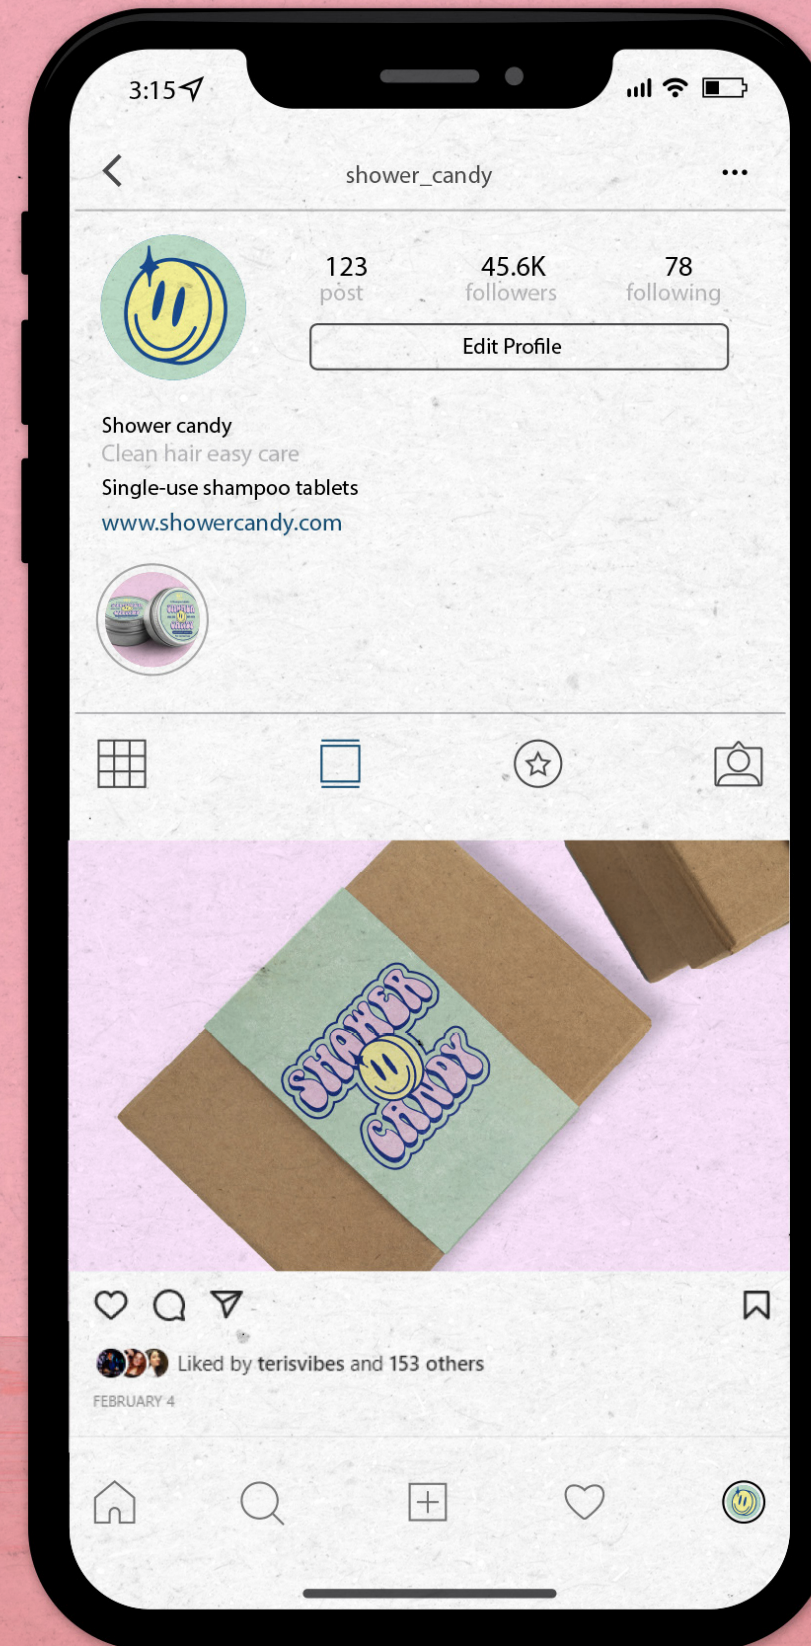 3:15
shower_candy
123 45.6K 78
post followers following
Edit Profile
Shower candy
Clean hair easy care
Single-use shampoo tablets
www.showercandy.com
SHOWER
CANDY
Liked by terisvibes and 153 others
FEBRUARY 4